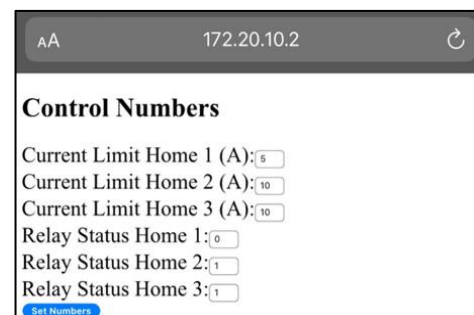 AA 172.20.10.2
Control Numbers
Current Limit Home 1 (A): 5
Current Limit Home 2 (A): 10
Current Limit Home 3 (A): 10
Relay Status Home 1: 0
Relay Status Home 2: 1
Relay Status Home 3: 1
Set Numbers